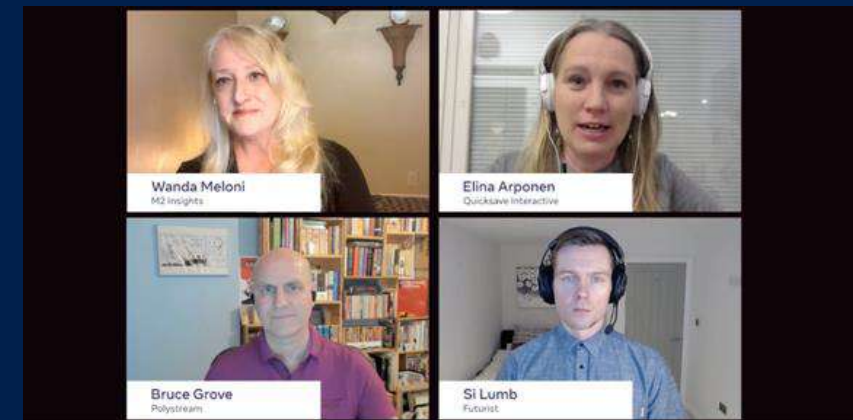 Wanda Meloni
M2 Insights
Elina Arponen
Quicksave Interactive
Bruce Grove
Polystream
Si Lumb
Futurist